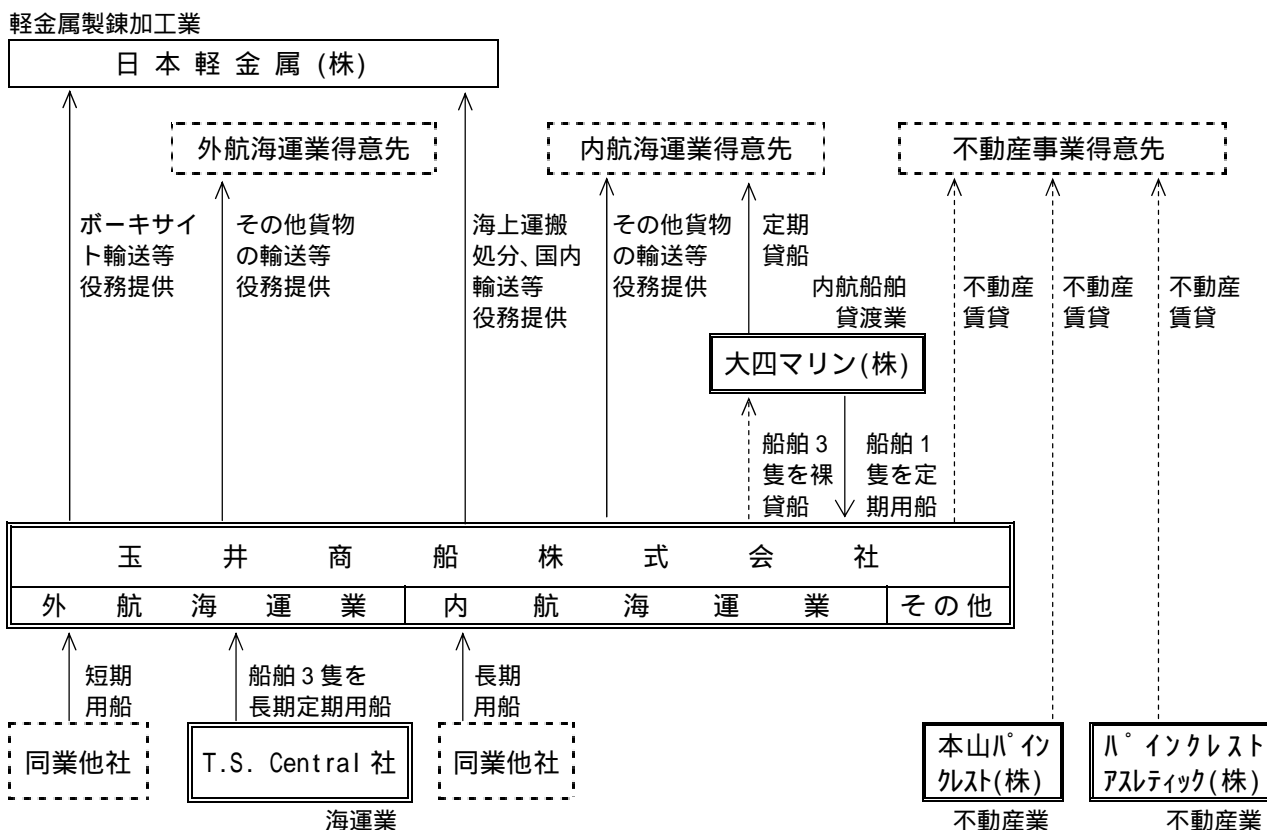 軽金属製錬加工業
日本軽金属(株)
外航海運業得意先
内航海運業得意先
不動産事業得意先
ボーキサイ
ト輸送等
役務提供
その他貨物
の輸送等
役務提供
海上運搬
処分、国内
輸送等
役務提供
その他貨物
の輸送等
役務提供
定期
貸船
内航船舶
貸渡業
不動産
賃貸
不動産
賃貸
不動産
賃貸
大四マリン(株)
船舶3
隻を裸
貸船
船舶1
隻を定
期用船
玉井商船株式会社
外航海運業
内航海運業
その他
短期
用船
船舶3隻を
長期定期用船
長期
用船
同業他社
T.S. Central 社
海運業
同業他社
本山パイン
クレスト(株)
不動産業
パインクレスト
アスレティック(株)
不動産業